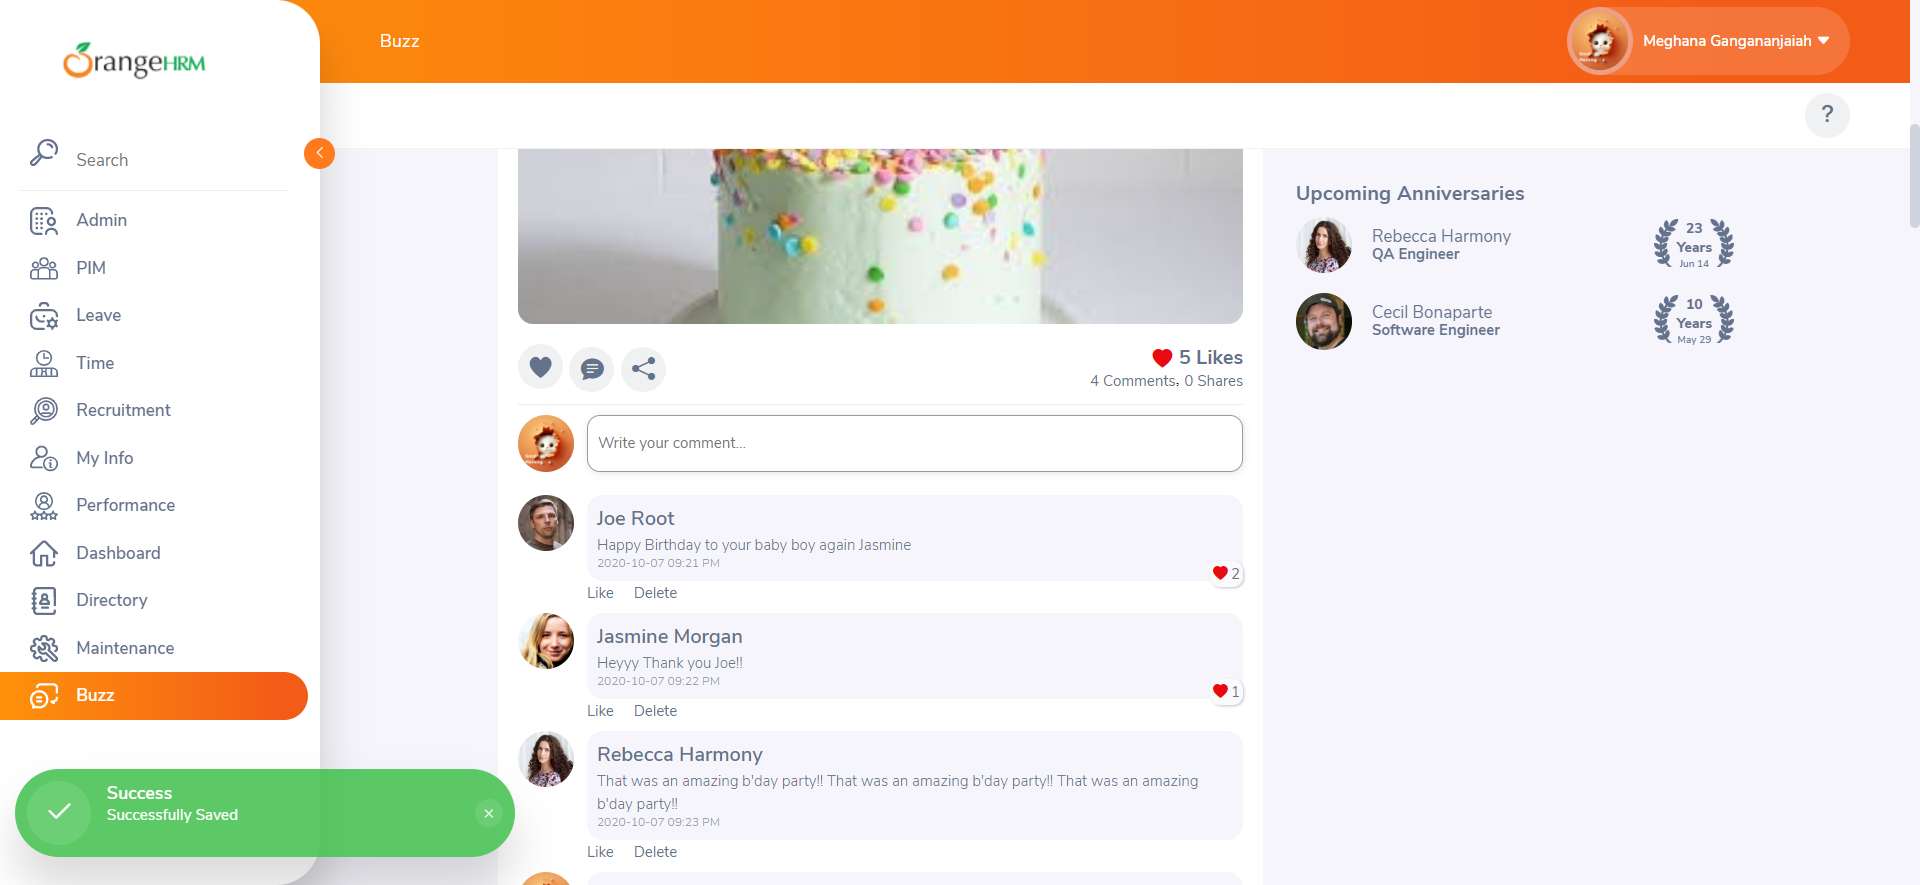 OrangeHRM
Search
Admin
PIM
Leave
Time
Recruitment
My Info
Performance
Dashboard
Directory
Maintenance
Buzz
Success
Successfully Saved
Buzz
Meghana Gangananjaiah
?
5 Likes
4 Comments, 0 Shares
Write your comment...
Joe Root
Happy Birthday to your baby boy again Jasmine
2020-10-07 09:21 PM
2
Like Delete
Jasmine Morgan
Heyyy Thank you Joe!!
2020-10-07 09:22 PM
1
Like Delete
Rebecca Harmony
That was an amazing b'day party!! That was an amazing b'day party!! That was an amazing
b'day party!!
2020-10-07 09:23 PM
Like Delete
Upcoming Anniversaries
Rebecca Harmony
QA Engineer
23
Years
Jun 14
Cecil Bonaparte
Software Engineer
10
Years
May 29